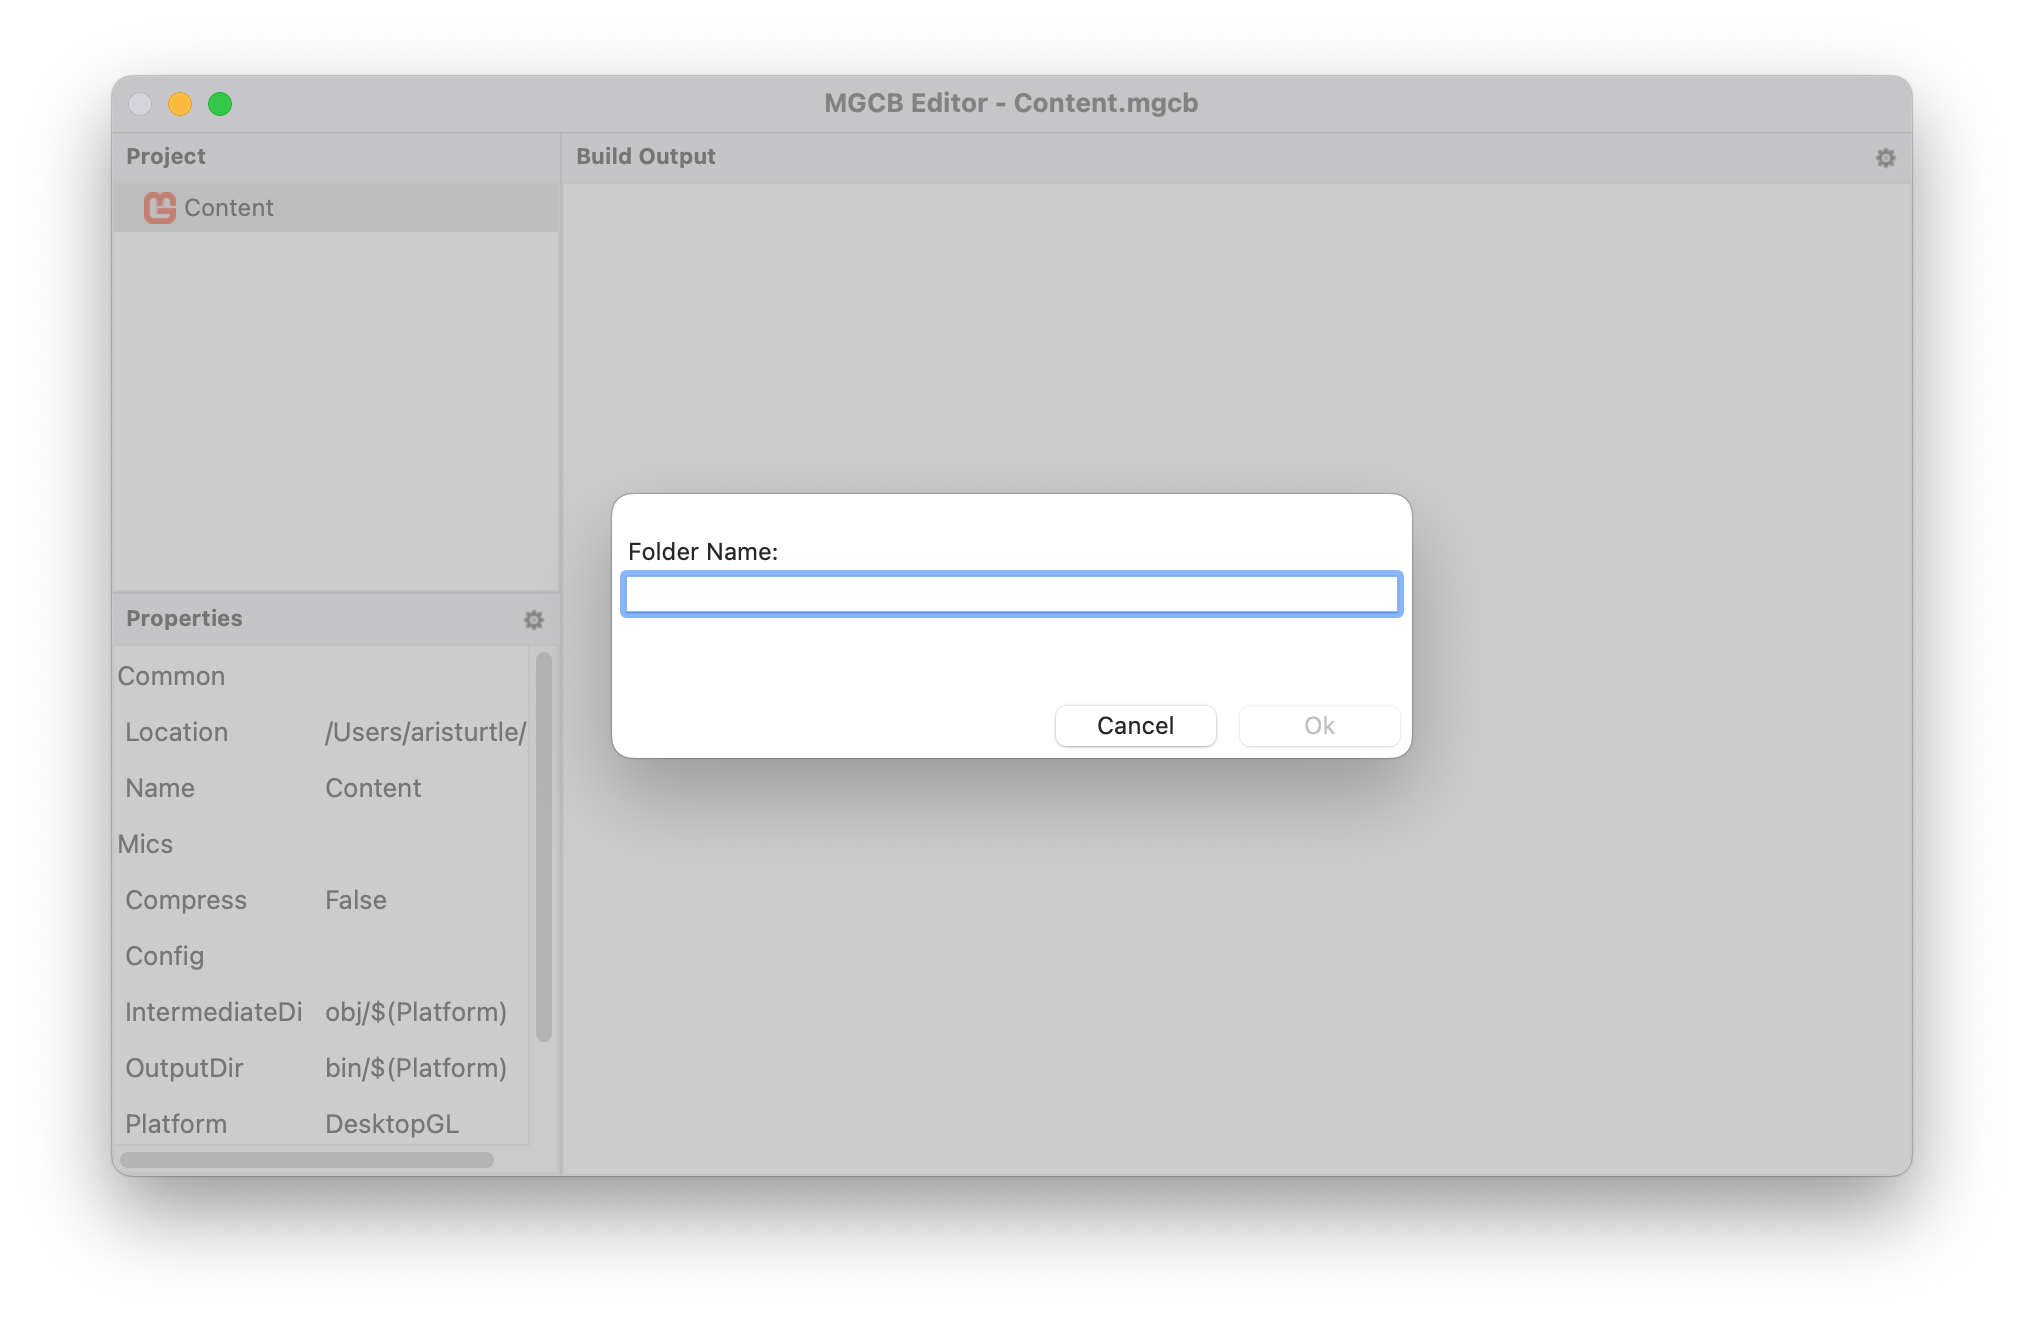 MGCB Editor - Content.mgcb
Project
Content
Build Output
Folder Name:
Cancel Ok
Properties
Common
Location /Users/aristurtle/
Name Content
Mics
Compress False
Config
IntermediateDi obj/$(Platform)
OutputDir bin/$(Platform)
Platform DesktopGL